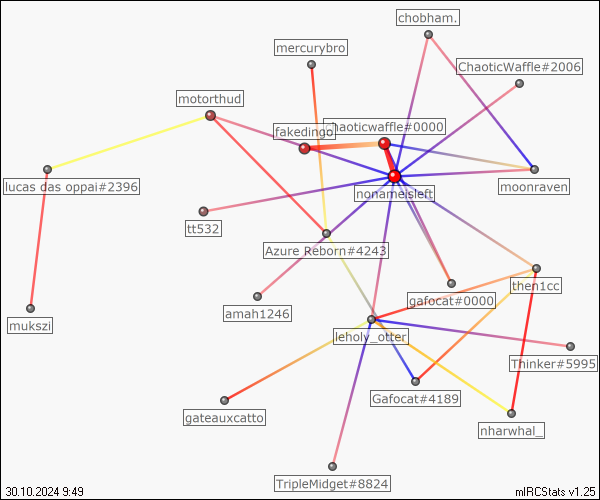 chobham.
mercurybro
ChaoticWaffle#2006
motorthud
fakedingo
chaoticwaffle#0000
lucas das oppai#2396
nonameisleft
moonraven
tt532
Azure Reborn#4243
then1cc
gafocat#0000
amah1246
mukszi
leholy_otter
Thinker#5995
Gafocat#4189
gateauxcatto
nharwhal_
TripleMidget#8824
30.10.2024 9:49
mIRCStats v1.25